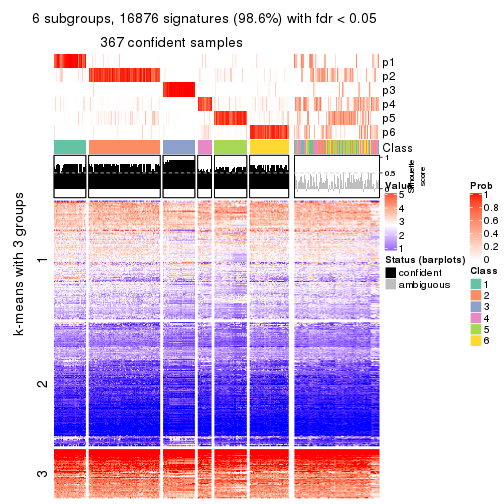 6 subgroups, 16876 signatures (98.6%) with fdr < 0.05
367 confident samples
p1
p2
p3
p4
p5
p6
Class
1
0.5
0
Silhouette
score
k-means with 3 groups
1
2
3
Value
5
4
3
2
1
Status (barplots)
confident
ambiguous
Prob
1
0.8
0.6
0.4
0.2
0
Class
1
2
3
4
5
6